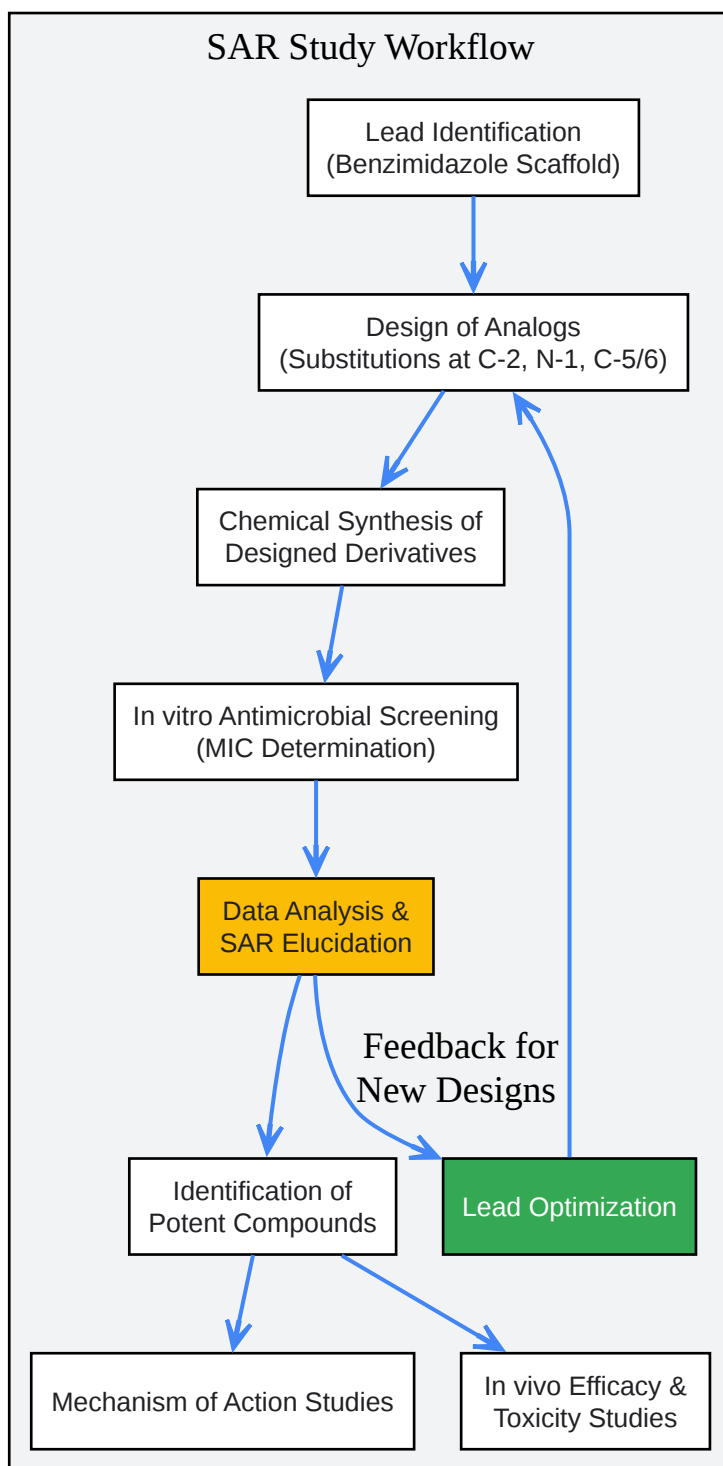 SAR Study Workflow
Lead Identification
(Benzimidazole Scaffold)
Design of Analogs
(Substitutions at C-2, N-1, C-5/6)
Chemical Synthesis of
Designed Derivatives
In vitro Antimicrobial Screening
(MIC Determination)
Data Analysis &
SAR Elucidation
Feedback for
New Designs
Identification of
Potent Compounds
Lead Optimization
Mechanism of Action Studies
In vivo Efficacy &
Toxicity Studies